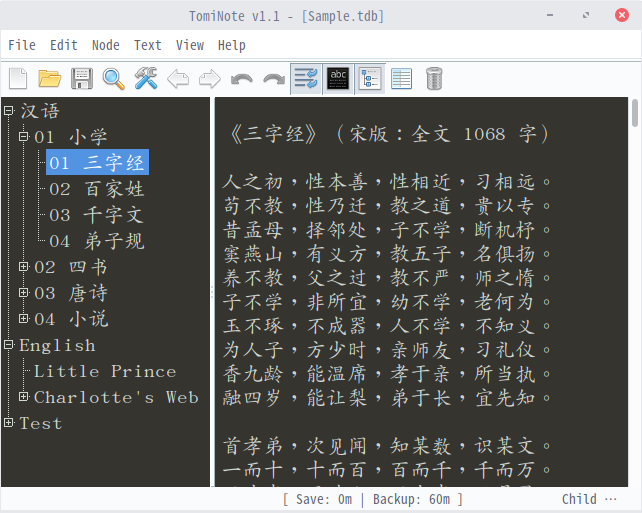 TomiNote v1.1 - [Sample.tdb]
File Edit Node Text View Help
abc
汉语
01 小学
01 三字经
02 百家姓
03 千字文
04 弟子规
02 四书
03 唐诗
04 小说
English
Little Prince
Charlotte's Web
Test
《三字经》（宋版：全文 1068 字）
人之初，性本善，性相近，习相远。
苟不教，性乃迁，教之道，贵以专。
昔孟母，择邻处，子不学，断机杼。
窦燕山，有义方，教五子，名俱扬。
养不教，父之过，教不严，师之惰。
子不学，非所宜，幼不学，老何为。
玉不琢，不成器，人不学，不知义。
为人子，方少时，亲师友，习礼仪。
香九龄，能温席，孝于亲，所当执。
融四岁，能让梨，弟于长，宜先知。
首孝弟，次见闻，知某数，识某文。
一而十，十而百，百而千，千而万。
[ Save: 0m | Backup: 60m ]
Child ···